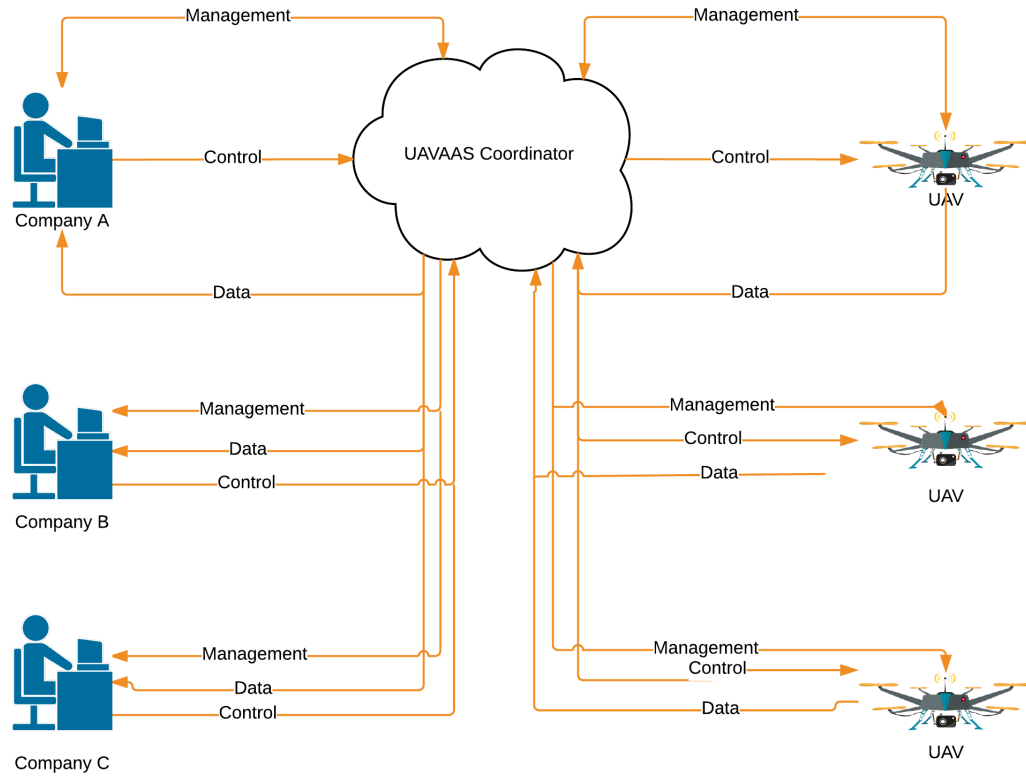 Management
Management
UAVAAS Coordinator
Control
Control
Company A
UAV
Data
Data
Management
Management
Data
Control
Control
Data
Company B
UAV
Management
Management
Control
Data
Control
Data
Company C
UAV